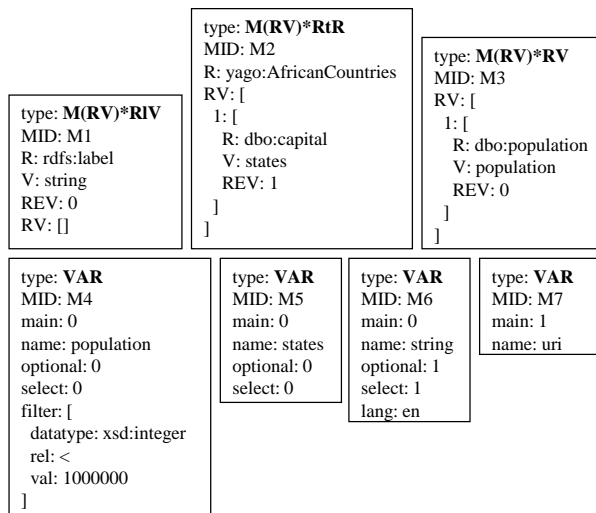 type: M(RV)*RlV
MID: M1
R: rdfs:label
V: string
REV: 0
RV: []
type: M(RV)*RtR
MID: M2
R: yago:AfricanCountries
RV: [
1: [
R: dbo:capital
V: states
REV: 1
]
]
type: M(RV)*RV
MID: M3
RV: [
1: [
R: dbo:population
V: population
REV: 0
]
]
type: VAR
MID: M4
main: 0
name: population
optional: 0
select: 0
filter: [
datatype: xsd:integer
rel: <
val: 1000000
]
type: VAR
MID: M5
main: 0
name: states
optional: 0
select: 0
type: VAR
MID: M6
main: 0
name: string
optional: 1
select: 1
lang: en
type: VAR
MID: M7
main: 1
name: uri